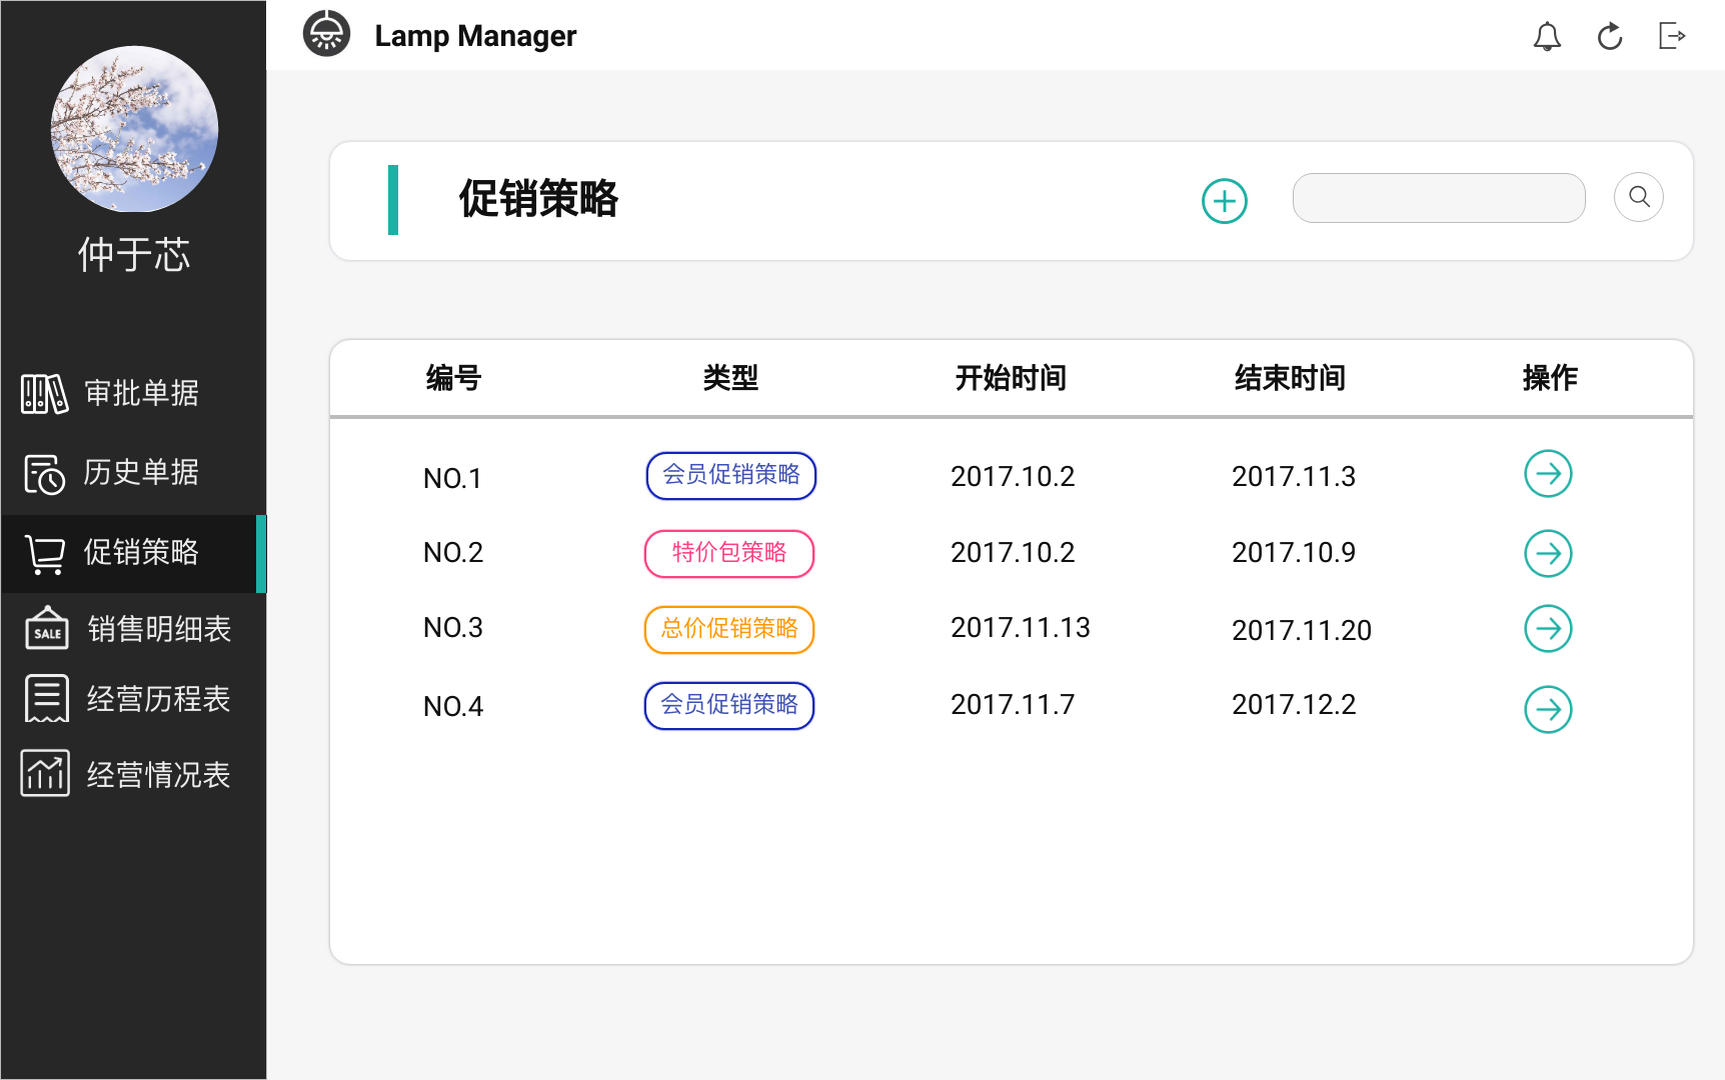 Lamp Manager
仲于芯
审批单据
历史单据
促销策略
SALE 销售明细表
经营历程表
经营情况表
促销策略
编号 类型 开始时间 结束时间 操作
NO.1 会员促销策略 2017.10.2 2017.11.3
NO.2 特价包策略 2017.10.2 2017.10.9
NO.3 总价促销策略 2017.11.13 2017.11.20
NO.4 会员促销策略 2017.11.7 2017.12.2